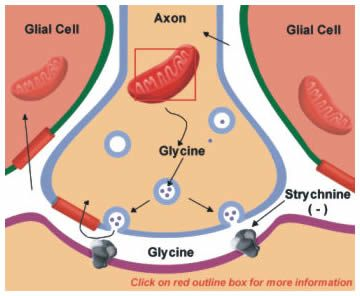 Axon
Glial Cell
Glial Cell
Glycine
Strychnine
(-)
Glycine
Click on red outline box for more information